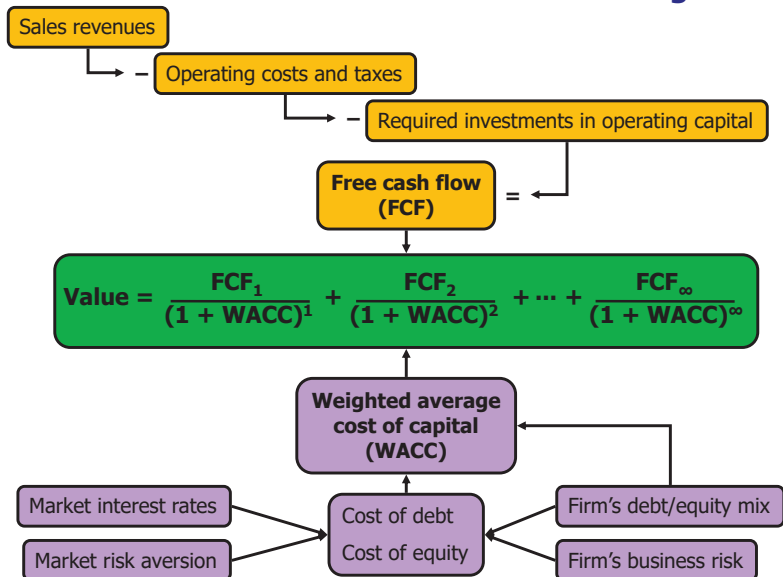 Sales revenues
– Operating costs and taxes
– Required investments in operating capital
Free cash flow
(FCF)
=
Value = FCF₁ / (1 + WACC)¹ + FCF₂ / (1 + WACC)² + ··· + FCF∞ / (1 + WACC)∞
Weighted average
cost of capital
(WACC)
Market interest rates
Market risk aversion
Cost of debt
Cost of equity
Firm’s debt/equity mix
Firm’s business risk